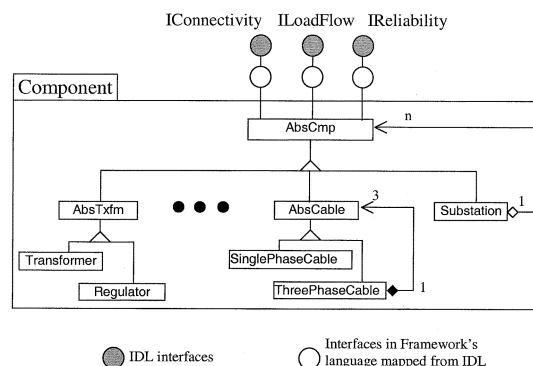 IConnectivity ILoadFlow IReliability
Component
n
AbsCmp
3
1
AbsTxfm
AbsCable
Substation
Transformer
SinglePhaseCable
Regulator
ThreePhaseCable
1
IDL interfaces
Interfaces in Framework's
language mapped from IDL